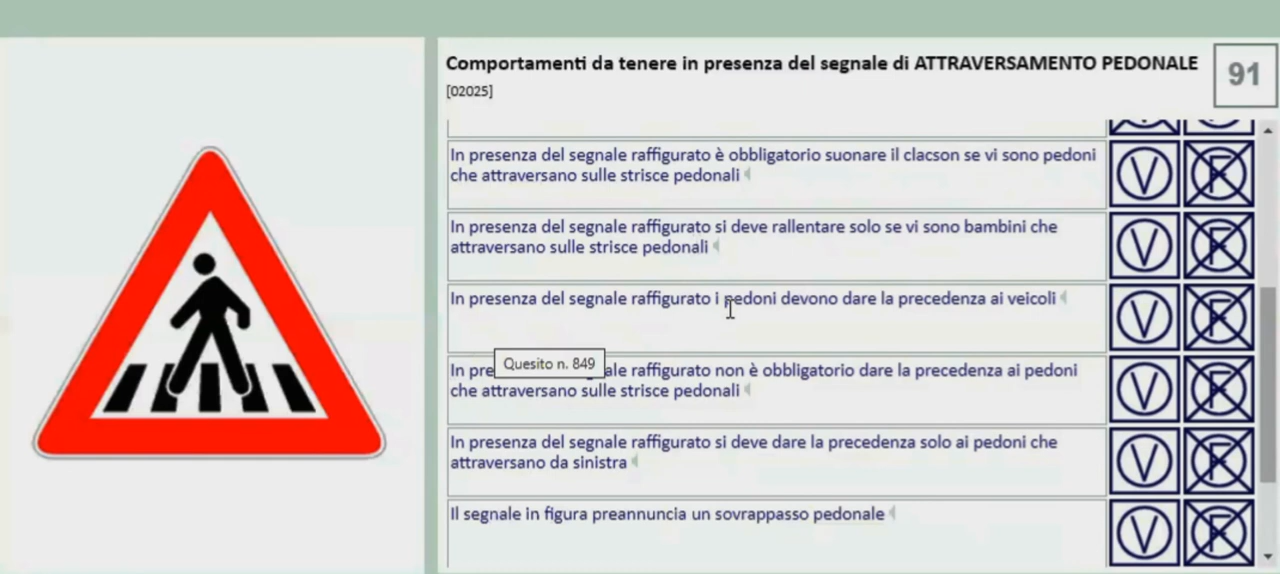 Comportamenti da tenere in presenza del segnale di ATTRAVERSAMENTO PEDONALE
91
[02025]
In presenza del segnale raffigurato è obbligatorio suonare il clacson se vi sono pedoni
che attraversano sulle strisce pedonali
V F
In presenza del segnale raffigurato si deve rallentare solo se vi sono bambini che
attraversano sulle strisce pedonali
V F
In presenza del segnale raffigurato i pedoni devono dare la precedenza ai veicoli
V F
Quesito n. 849
In raffigurato non è obbligatorio dare la precedenza ai pedoni
che attraversano sulle strisce pedonali
V F
In presenza del segnale raffigurato si deve dare la precedenza solo ai pedoni che
attraversano da sinistra
V F
Il segnale in figura preannuncia un sovrappasso pedonale
V F